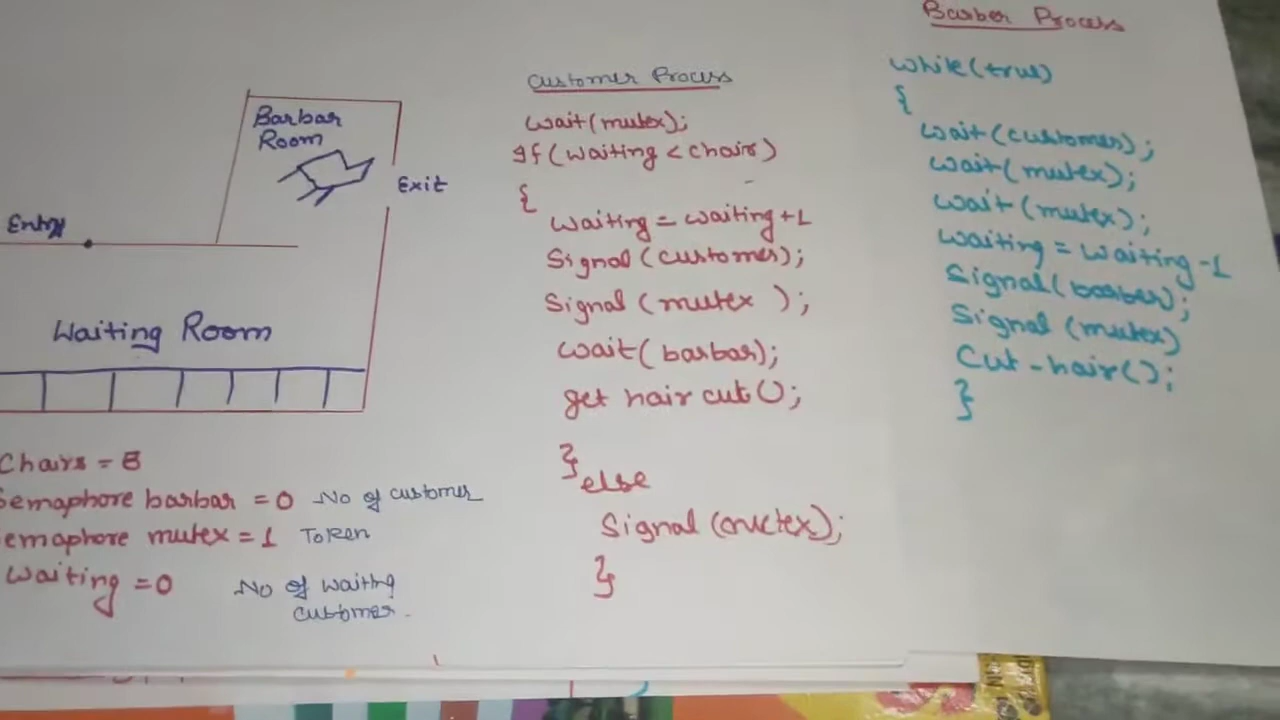 Barbar
Room
Exit
Entry
Waiting Room
Chairs = 8
Semaphore barbar = 0 No of customer
Semaphore mutex = 1 Token
Waiting = 0 No of waiting
customer.
Customer Process
wait(mutex);
If (waiting < chair)
{
Waiting = waiting + 1
Signal (customer);
Signal (mutex );
wait( barbar);
get hair cut();
}
else
Signal (mutex);
}
Barber Process
While (true)
{
wait(customer);
wait(mutex);
wait (mutex);
Waiting = Waiting - 1
Signal (barber);
Signal (mutex)
Cut - hair();
}